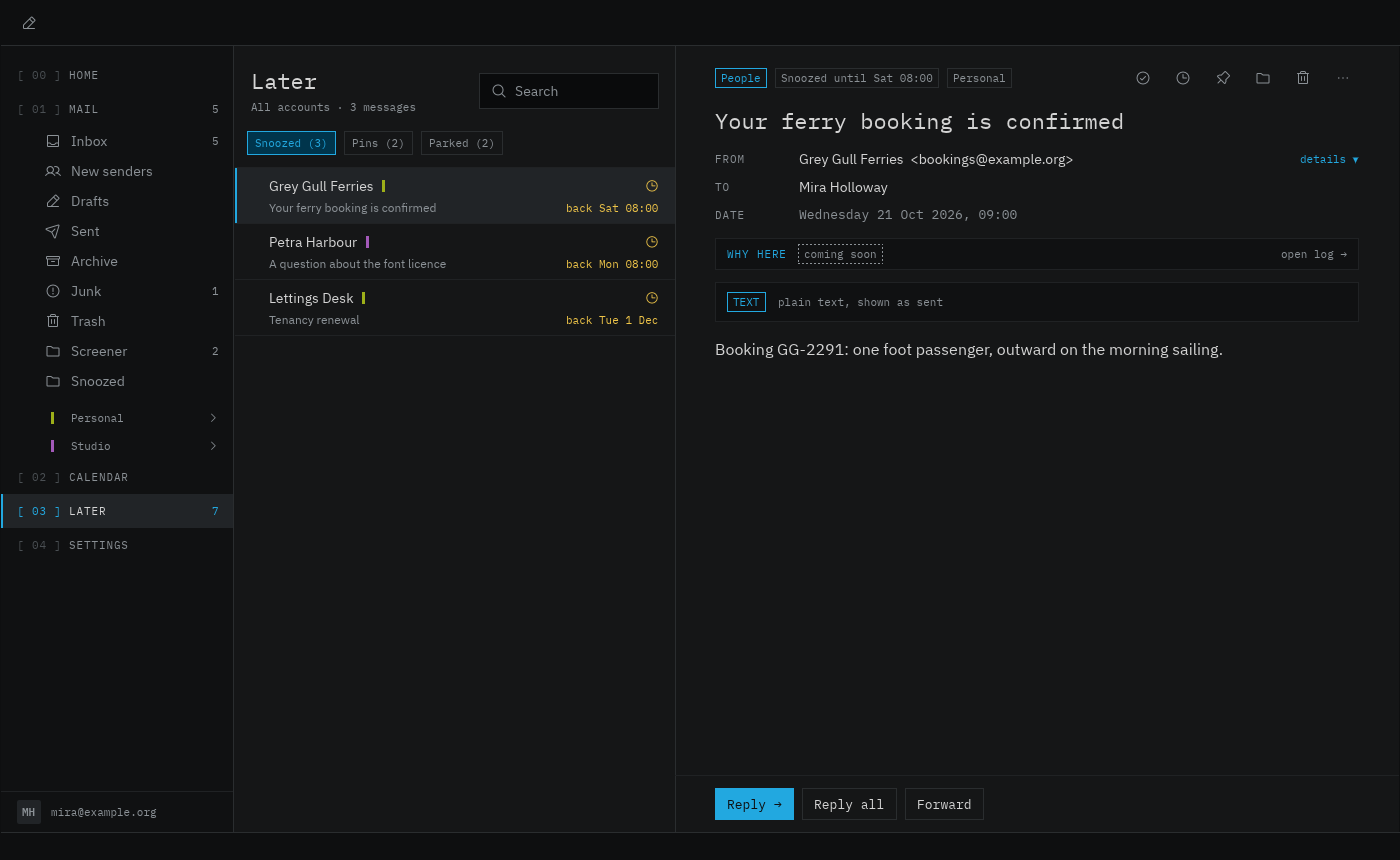 [ 00 ] HOME
[ 01 ] MAIL 5
Inbox 5
New senders
Drafts
Sent
Archive
Junk 1
Trash
Screener 2
Snoozed
Personal
Studio
[ 02 ] CALENDAR
[ 03 ] LATER 7
[ 04 ] SETTINGS
MH mira@example.org
Later
All accounts · 3 messages
Search
Snoozed (3) Pins (2) Parked (2)
Grey Gull Ferries
Your ferry booking is confirmed back Sat 08:00
Petra Harbour
A question about the font licence back Mon 08:00
Lettings Desk
Tenancy renewal back Tue 1 Dec
People Snoozed until Sat 08:00 Personal
Your ferry booking is confirmed
FROM Grey Gull Ferries <bookings@example.org> details ▾
TO Mira Holloway
DATE Wednesday 21 Oct 2026, 09:00
WHY HERE coming soon open log →
TEXT plain text, shown as sent
Booking GG-2291: one foot passenger, outward on the morning sailing.
Reply → Reply all Forward